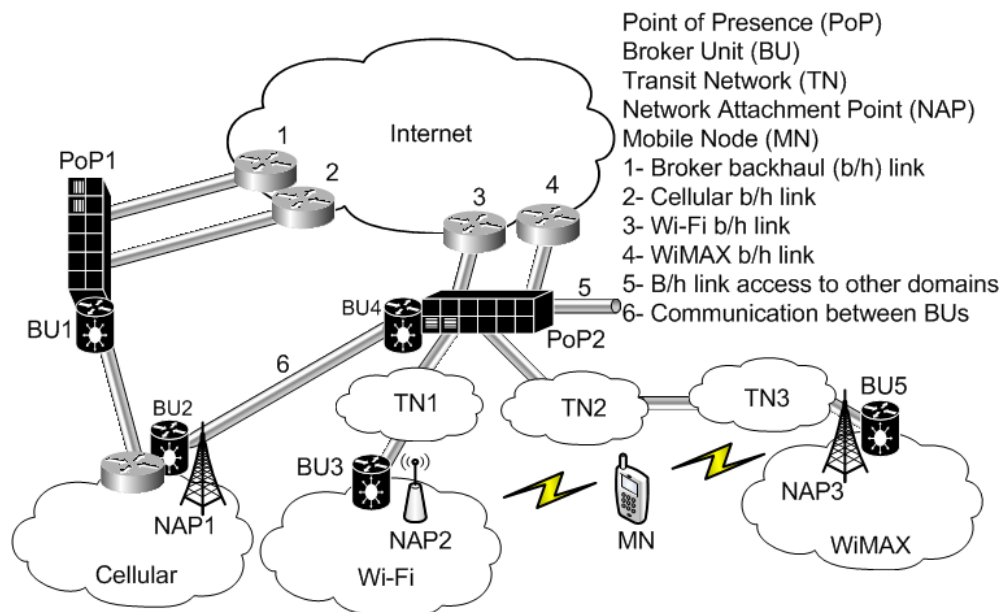 Point of Presence (PoP)
Broker Unit (BU)
Transit Network (TN)
Network Attachment Point (NAP)
Mobile Node (MN)
1- Broker backhaul (b/h) link
2- Cellular b/h link
3- Wi-Fi b/h link
4- WiMAX b/h link
5- B/h link access to other domains
6- Communication between BUs
Internet
PoP1
1
2
3
4
5
BU1
BU4
PoP2
6
TN1
TN2
TN3
BU5
BU2
BU3
NAP1
NAP2
MN
NAP3
Cellular
Wi-Fi
WiMAX